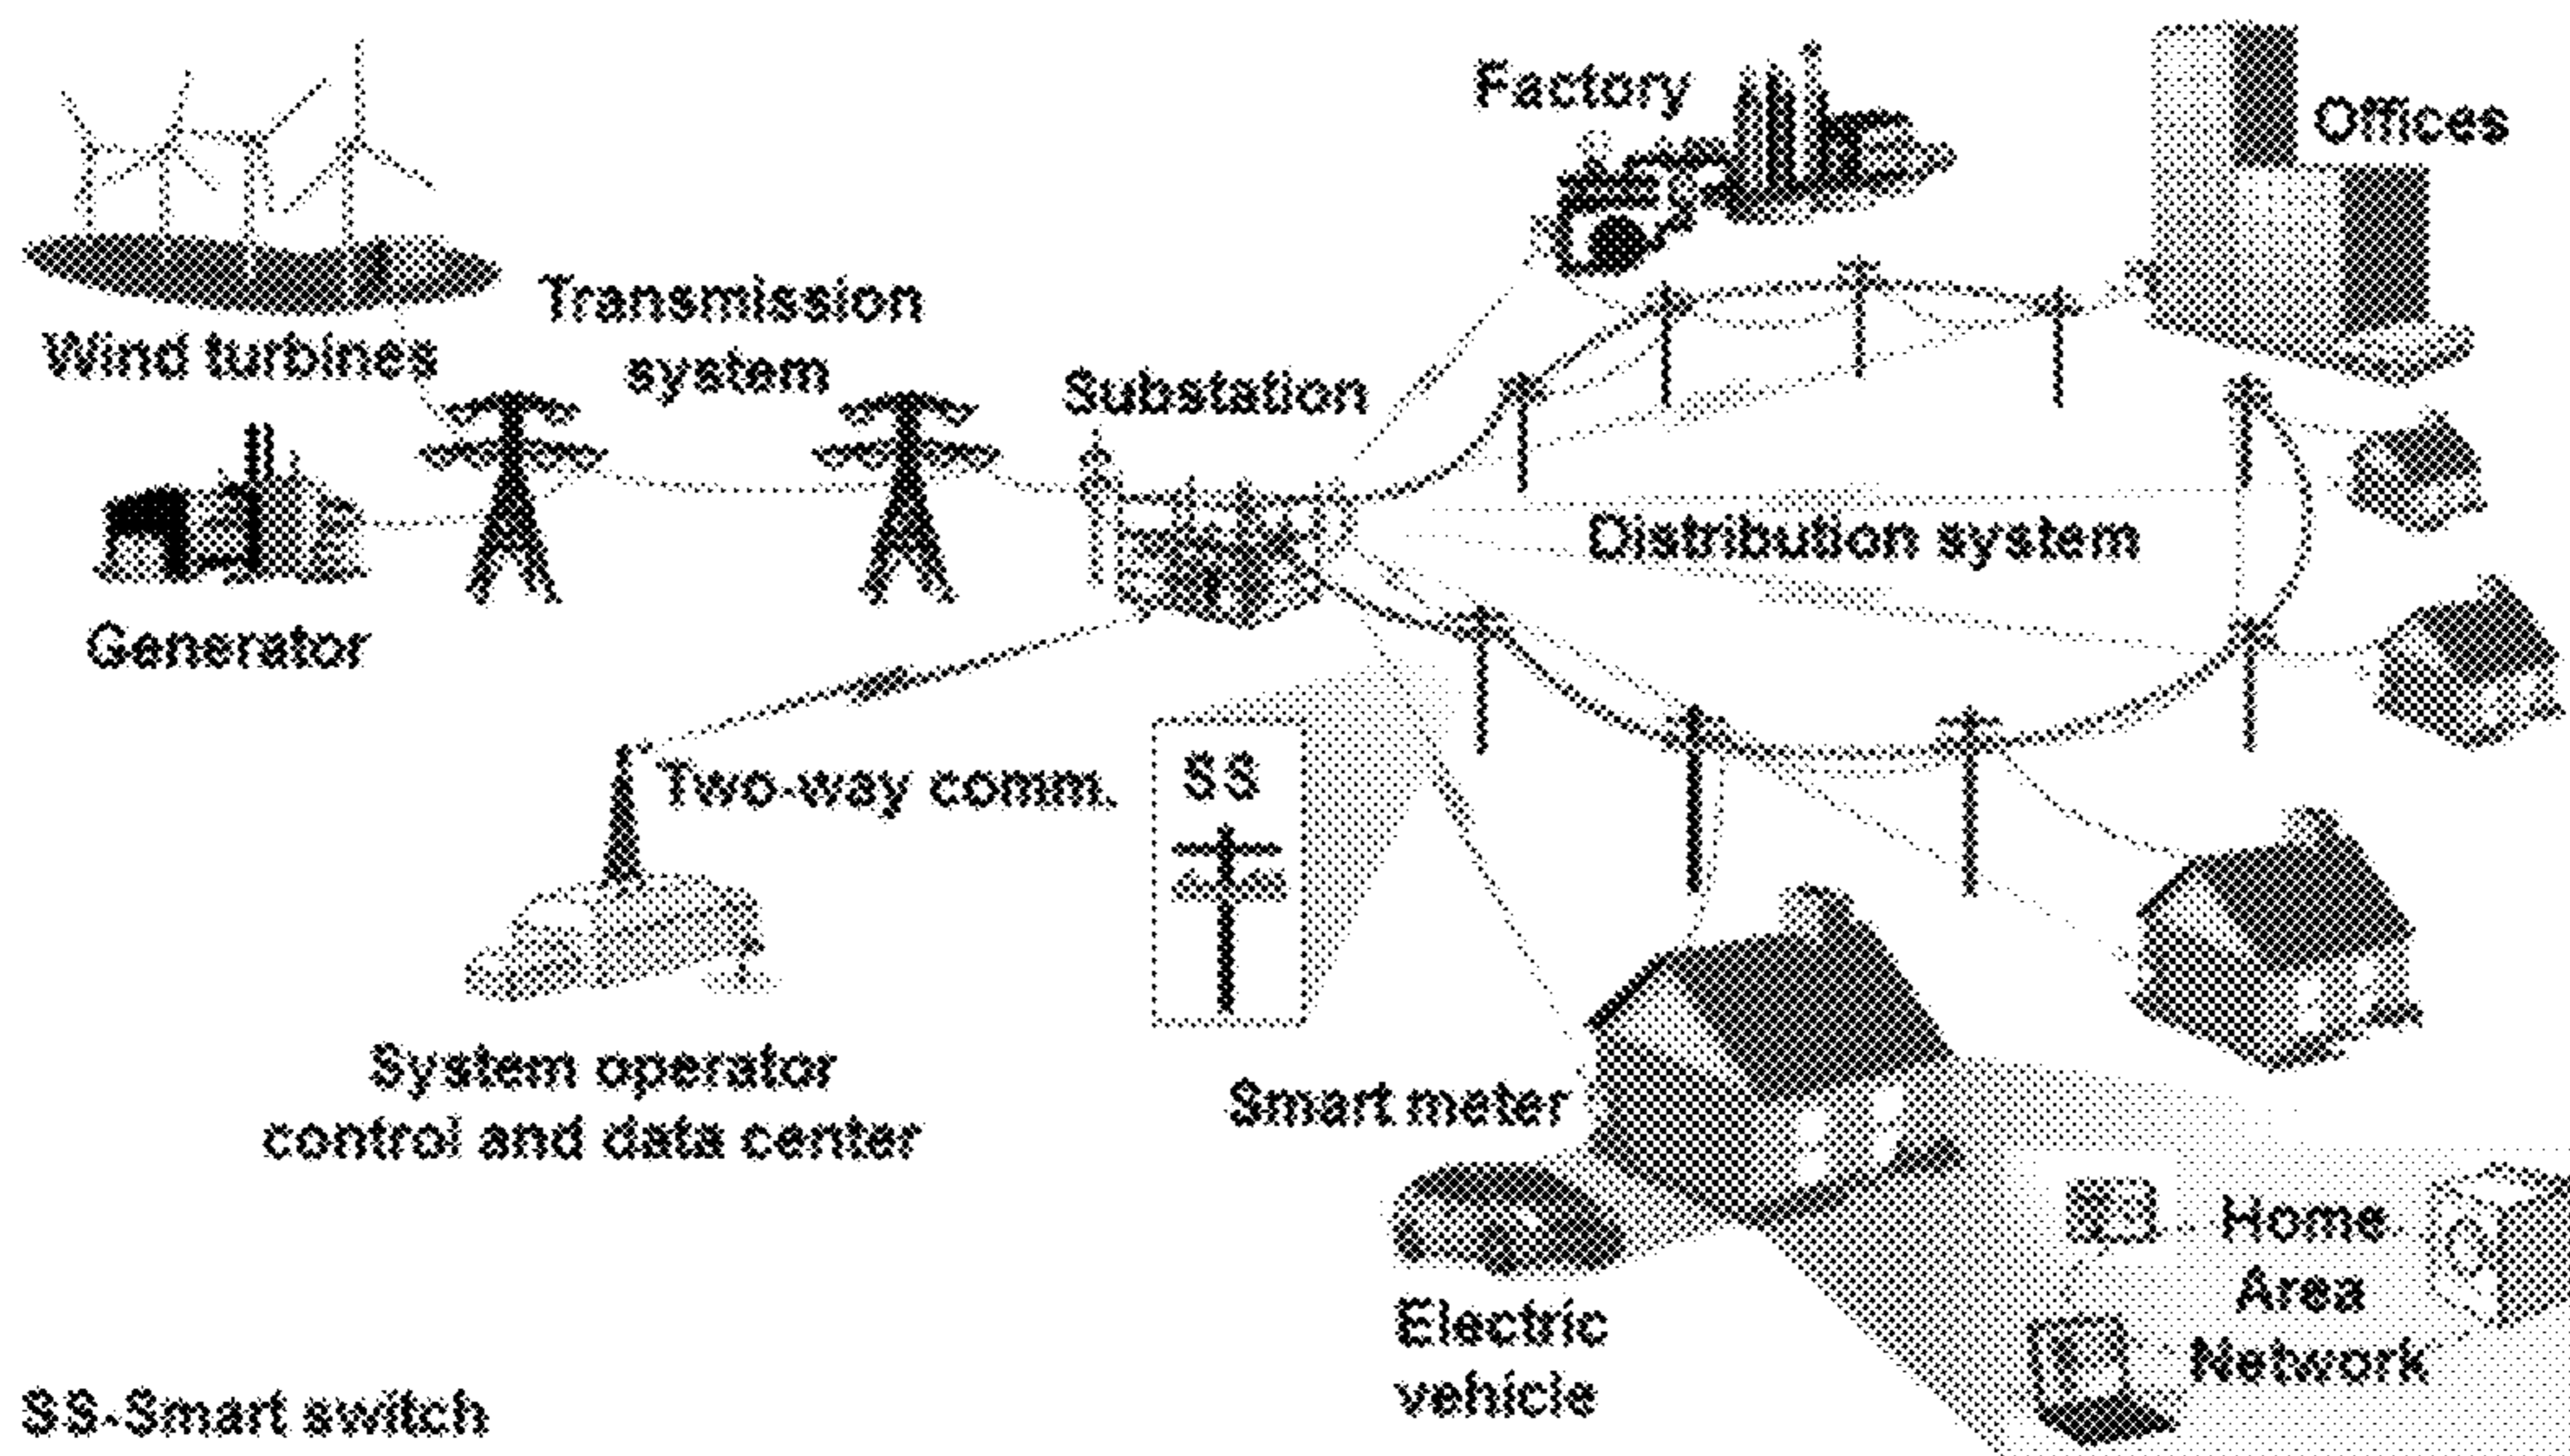 Factory
Offices
Wind turbines
Transmission
system
Substation
Distribution system
Generator
Two-way comm.
SS
System operator
control and data center
Smart meter
Electric
vehicle
Home
Area
Network
SS-Smart switch